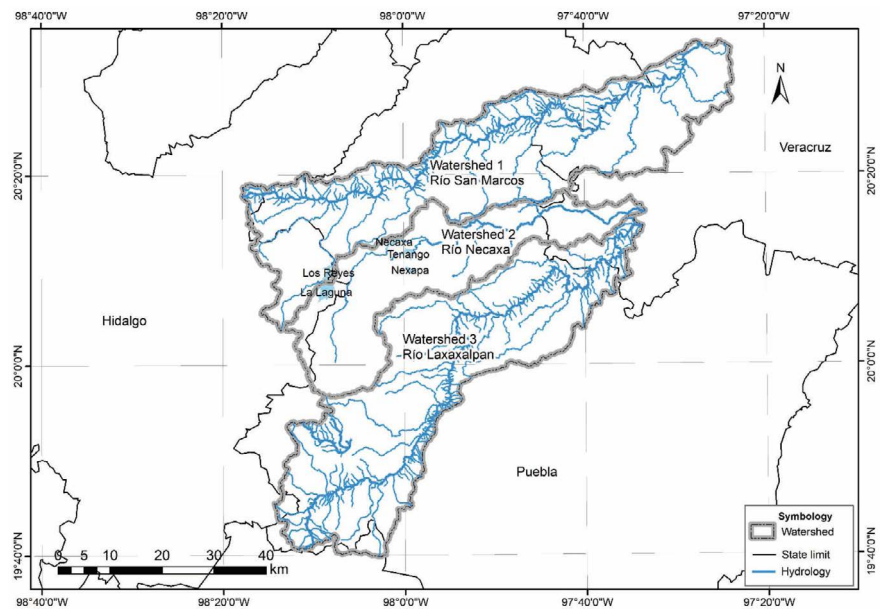 98°40'0"W 98°20'0"W 98°00'0"W 97°40'0"W 97°20'0"W
N
Veracruz
20°20'0"N
20°20'0"N
Watershed 1
Río San Marcos
Watershed 2
Río Necaxa
Necaxa
Tenango
Nexapa
Los Reyes
La Laguna
Hidalgo
Watershed 3
Río Laxaxalpan
20°0'0"N
20°0'0"N
Puebla
Symbology
Watershed
State limit
Hydrology
19°40'0"N
19°40'0"N
0 5 10 20 30 40
km
98°40'0"W 98°20'0"W 98°00'0"W 97°40'0"W 97°20'0"W